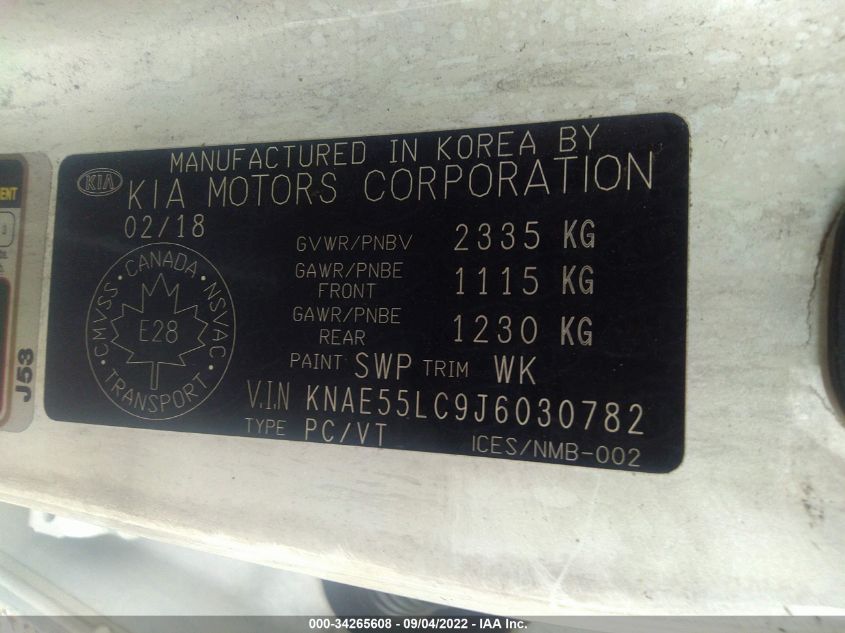 MANUFACTURED IN KOREA BY
KIA
KIA MOTORS CORPORATION
02/18
GVWR/PNBV 2335 KG
GAWR/PNBE FRONT 1115 KG
GAWR/PNBE REAR 1230 KG
CANADA
CMVSS · NSVAC
E28
TRANSPORT
PAINT SWP TRIM WK
V.I.N KNAE55LC9J6030782
TYPE PC/VT
ICES/NMB-002
J53
000-34265608 - 09/04/2022 - IAA Inc.